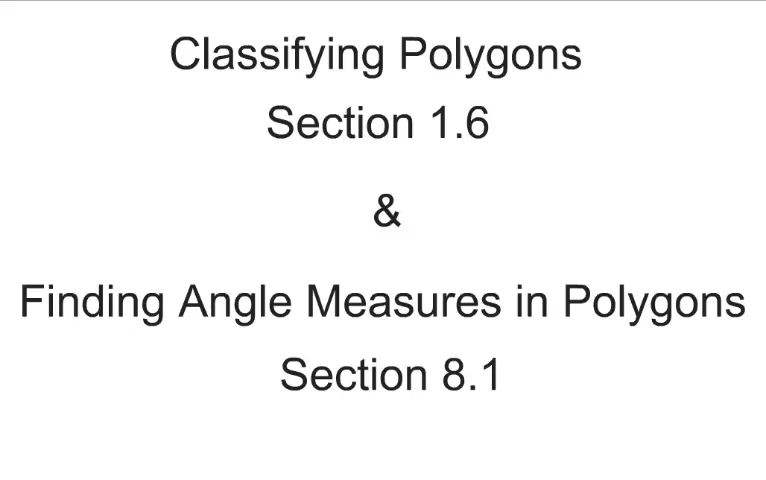 Classifying Polygons
Section 1.6
&
Finding Angle Measures in Polygons
Section 8.1